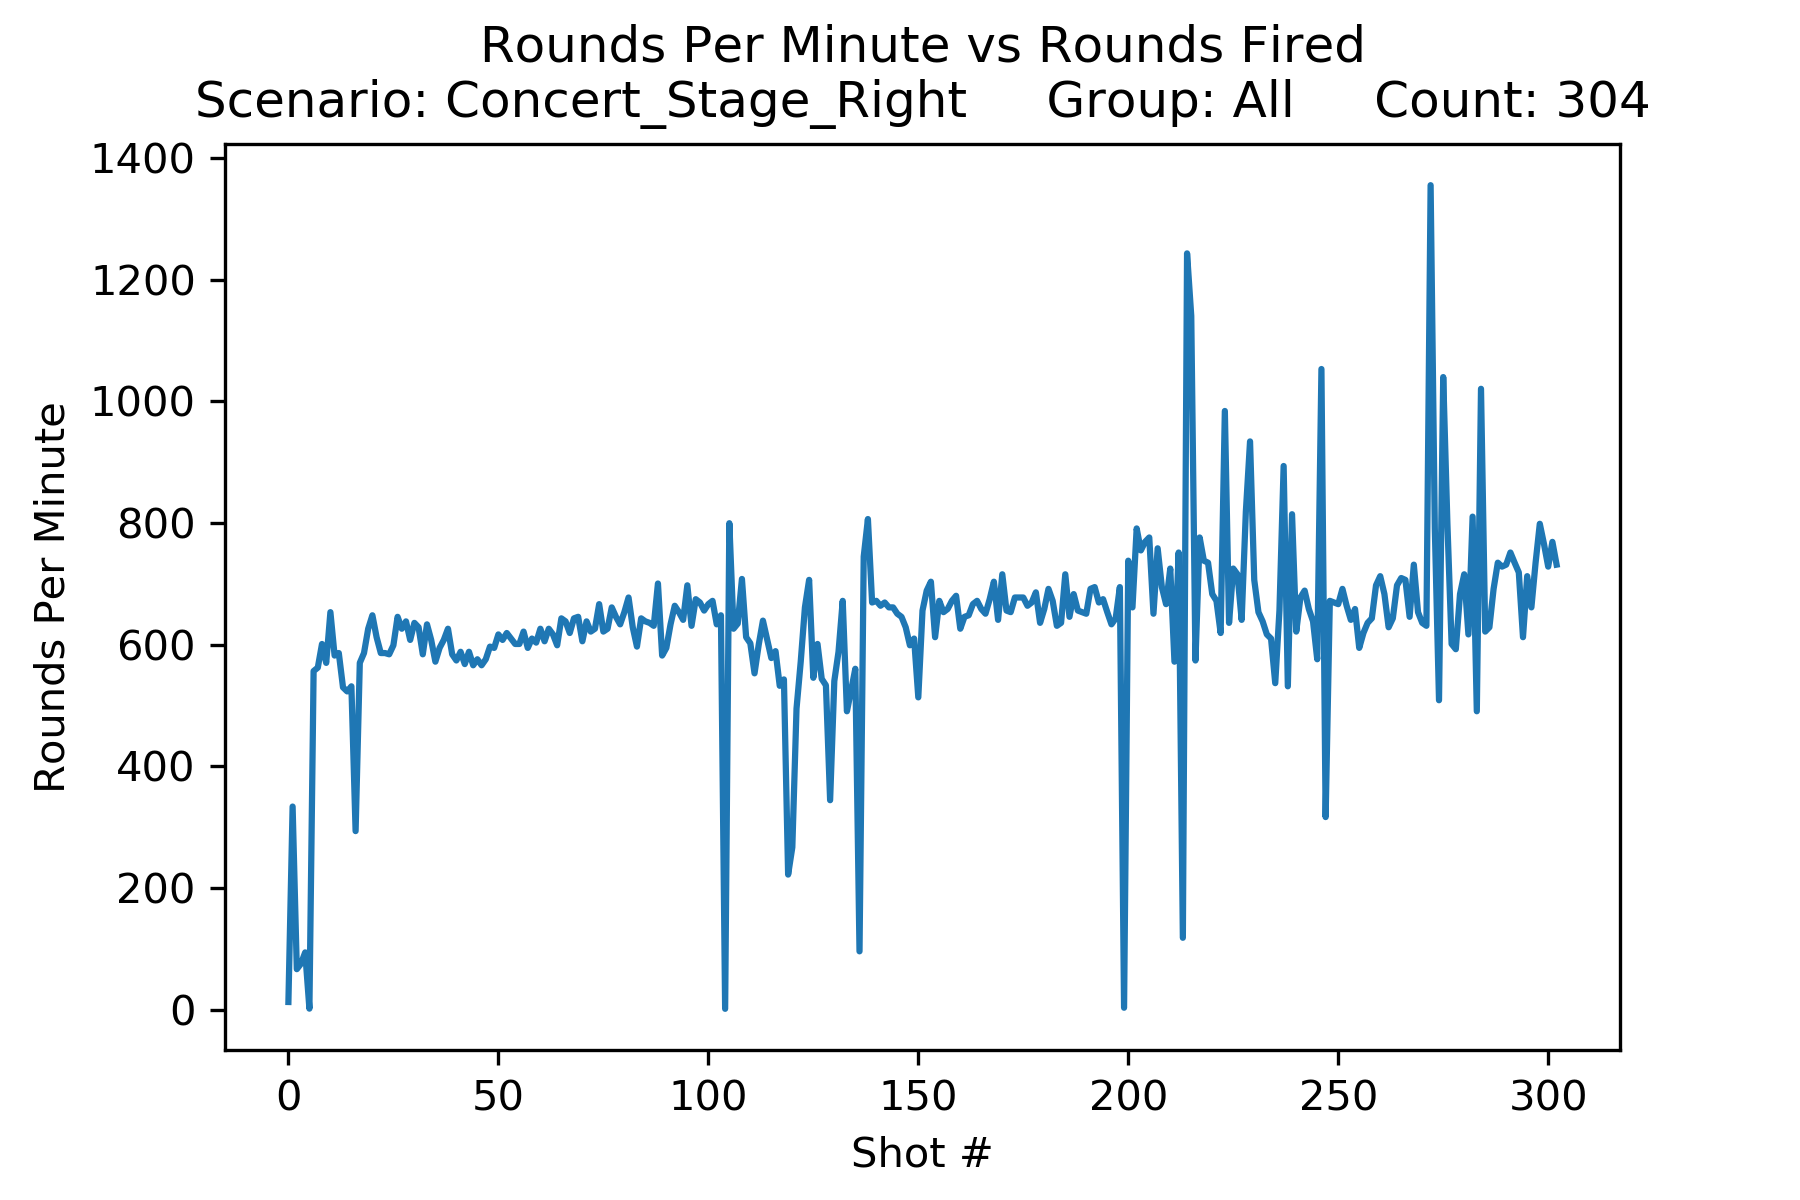 Rounds Per Minute vs Rounds Fired
Scenario: Concert_Stage_Right Group: All Count: 304
1400
1200
1000
800
600
400
200
0
Rounds Per Minute
0 50 100 150 200 250 300
Shot #